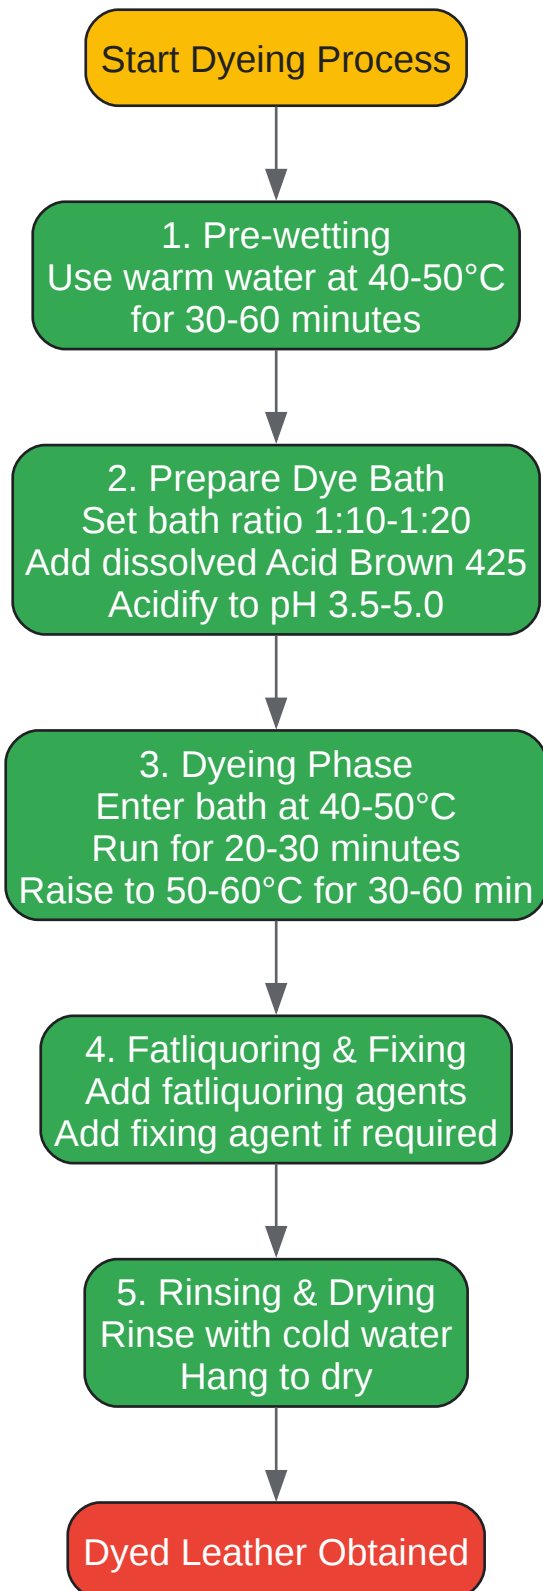 Start Dyeing Process
1. Pre-wetting
Use warm water at 40-50°C
for 30-60 minutes
2. Prepare Dye Bath
Set bath ratio 1:10-1:20
Add dissolved Acid Brown 425
Acidify to pH 3.5-5.0
3. Dyeing Phase
Enter bath at 40-50°C
Run for 20-30 minutes
Raise to 50-60°C for 30-60 min
4. Fatliquoring & Fixing
Add fatliquoring agents
Add fixing agent if required
5. Rinsing & Drying
Rinse with cold water
Hang to dry
Dyed Leather Obtained